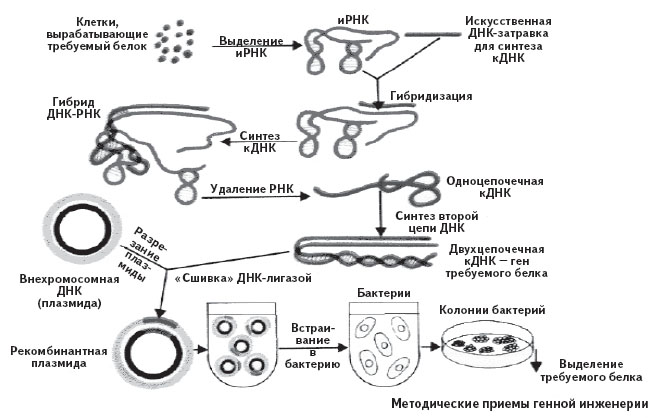 Клетки,
вырабатывающие
требуемый белок
Выделение
иРНК
иРНК
Искусственная
ДНК-затравка
для синтеза
кДНК
Гибридизация
Гибрид
ДНК-РНК
Синтез
кДНК
Удаление РНК
Одноцепочечная
кДНК
Синтез второй
цепи ДНК
Двухцепочечная
кДНК — ген
требуемого белка
Разре-
зание
плаз-
миды
Внехромосомная
ДНК
(плазмида)
«Сшивка» ДНК-лигазой
Рекомбинантная
плазмида
Встраи-
вание
в
бактерию
Бактерии
Колонии бактерий
Выделение
требуемого белка
Методические приемы генной инженерии